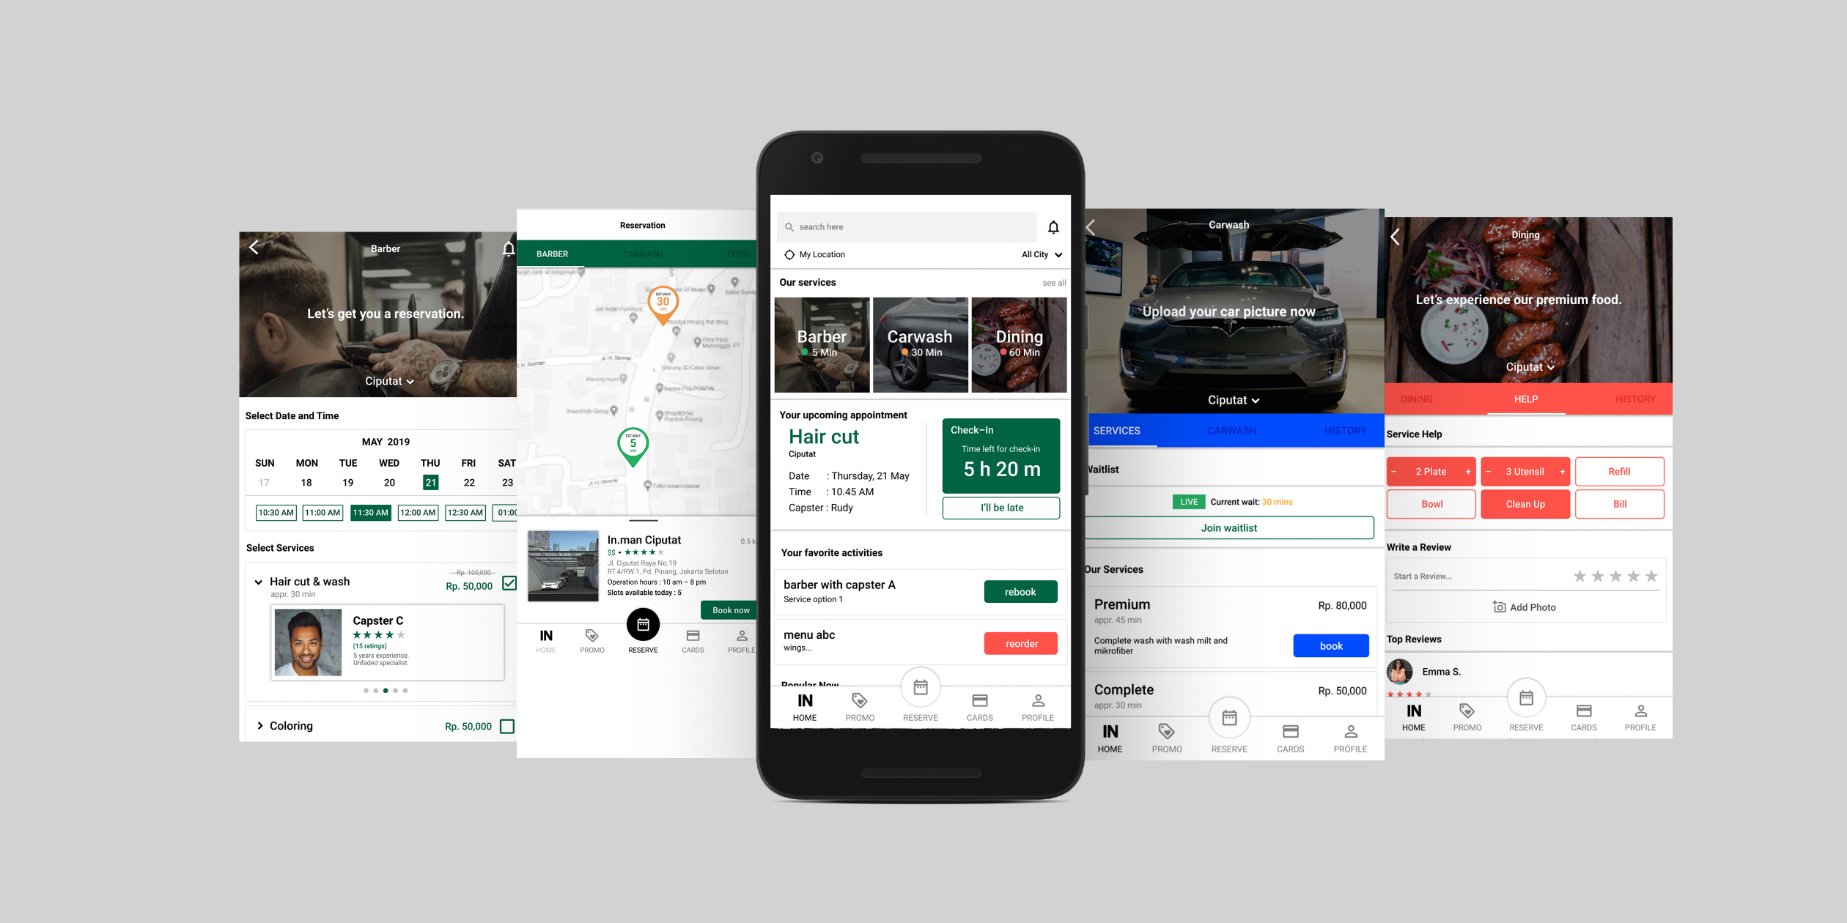 Barber
Let's get you a reservation.
Ciputat
Select Date and Time
MAY 2019
SUN MON TUE WED THU FRI SAT
17 18 19 20 21 22 23
10:30 AM 11:00 AM 11:30 AM 12:00 AM 12:30 AM 01:00
Select Services
Hair cut & wash
appr. 30 min
Rp. 100,000
Rp. 50,000
Capster C
(15 ratings)
5 years experience.
Unfaded specialist
Coloring
Rp. 50,000
Reservation
BARBER CARWASH FOOD
30
5
In.man Ciputat
0.5 k
$$ •
Jl. Ciputat Raya No.19
RT.4/RW.1, Pd. Pinang, Jakarta Selatan
Operation hours : 10 am – 8 pm
Slots available today : 5
Book now
IN
HOME PROMO RESERVE CARDS PROFILE
search here
My Location
All City
Our services
see all
Barber
5 Min
Carwash
30 Min
Dining
60 Min
Your upcoming appointment
Hair cut
Ciputat
Date : Thursday, 21 May
Time : 10.45 AM
Capster : Rudy
Check-In
Time left for check-in
5 h 20 m
I'll be late
Your favorite activities
barber with capster A
Service option 1
rebook
menu abc
wings...
reorder
Popular Now
IN
HOME PROMO RESERVE CARDS PROFILE
Carwash
Upload your car picture now
Ciputat
SERVICES CARWASH HISTORY
Waitlist
LIVE Current wait: 30 mins
Join waitlist
Our Services
Premium
appr. 45 min
Rp. 80,000
Complete wash with wash milt and
mikrofiber
book
Complete
appr. 30 min
Rp. 50,000
IN
HOME PROMO RESERVE CARDS PROFILE
Dining
Let's experience our premium food.
Ciputat
DINING HELP HISTORY
Service Help
− 2 Plate + − 3 Utensil + Refill
Bowl Clean Up Bill
Write a Review
Start a Review...
Add Photo
Top Reviews
Emma S.
IN
HOME PROMO RESERVE CARDS PROFILE